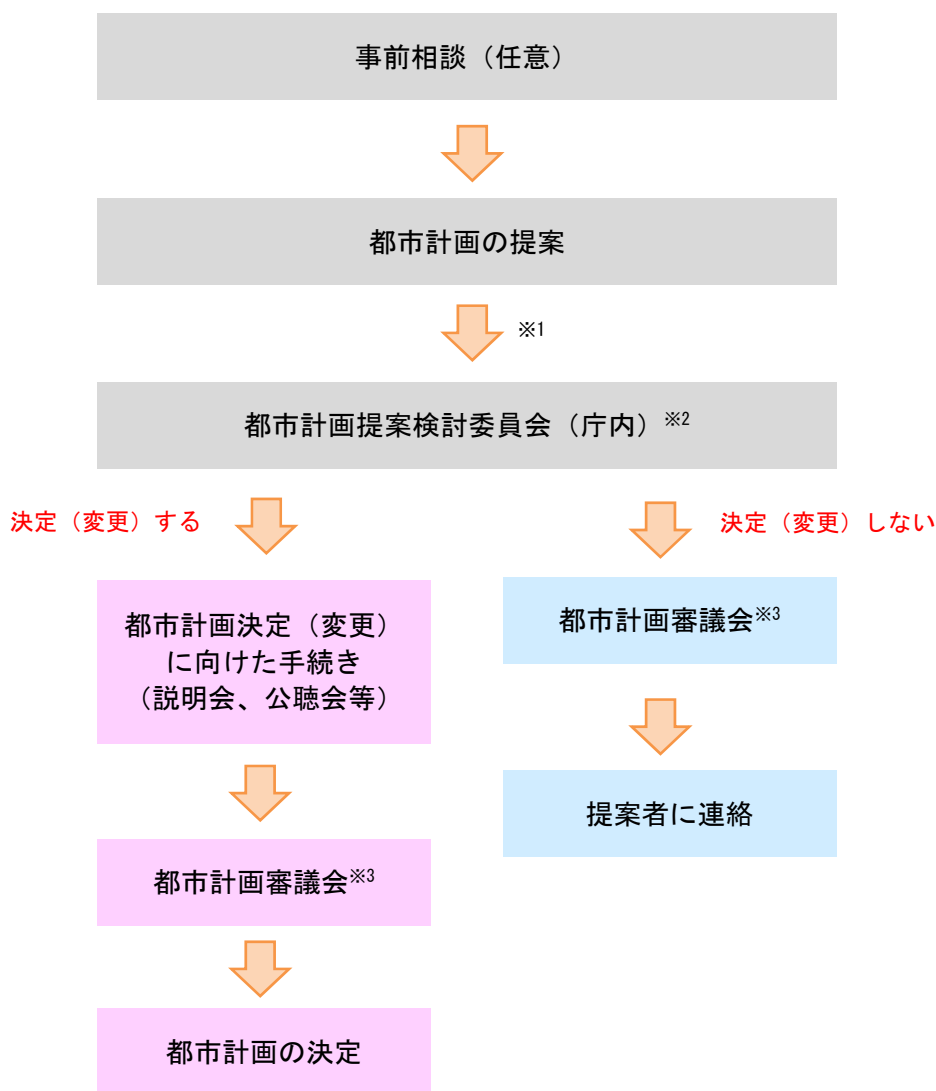 事前相談（任意）
都市計画の提案
※1
都市計画提案検討委員会（庁内）※2
決定（変更）する
決定（変更）しない
都市計画決定（変更）
に向けた手続き
（説明会、公聴会等）
都市計画審議会※3
都市計画の決定
都市計画審議会※3
提案者に連絡